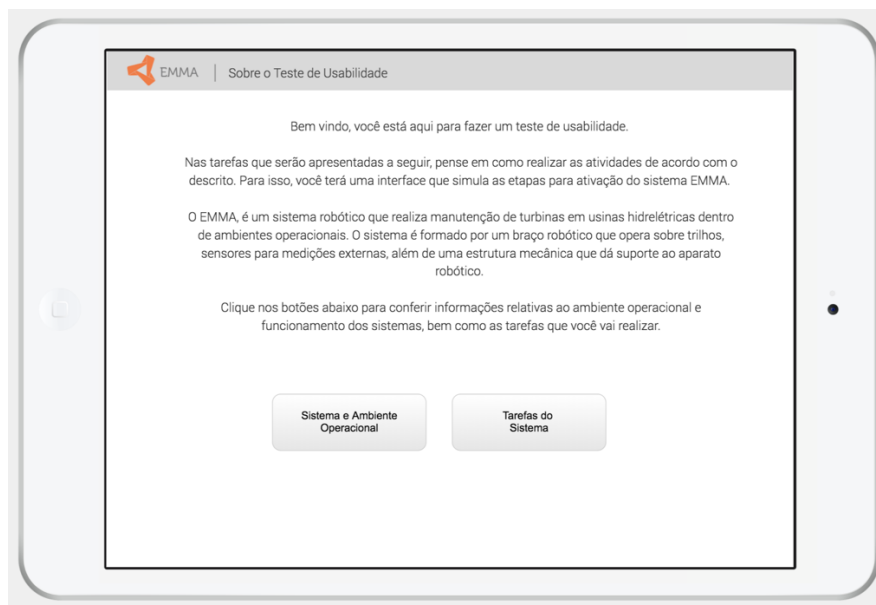 EMMA | Sobre o Teste de Usabilidade
Bem vindo, você está aqui para fazer um teste de usabilidade.
Nas tarefas que serão apresentadas a seguir, pense em como realizar as atividades de acordo com o
descrito. Para isso, você terá uma interface que simula as etapas para ativação do sistema EMMA.
O EMMA, é um sistema robótico que realiza manutenção de turbinas em usinas hidrelétricas dentro
de ambientes operacionais. O sistema é formado por um braço robótico que opera sobre trilhos,
sensores para medições externas, além de uma estrutura mecânica que dá suporte ao aparato
robótico.
Clique nos botões abaixo para conferir informações relativas ao ambiente operacional e
funcionamento dos sistemas, bem como as tarefas que você vai realizar.
Sistema e Ambiente
Operacional
Tarefas do
Sistema